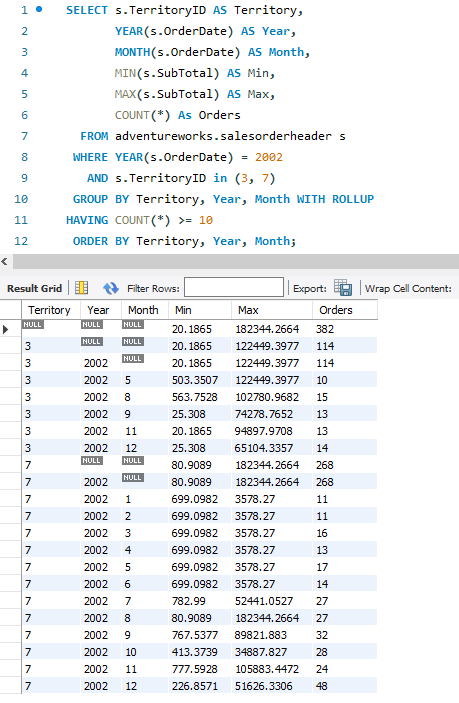 1 SELECT s.TerritoryID AS Territory,
2 YEAR(s.OrderDate) AS Year,
3 MONTH(s.OrderDate) AS Month,
4 MIN(s.SubTotal) AS Min,
5 MAX(s.SubTotal) AS Max,
6 COUNT(*) As Orders
7 FROM adventureworks.salesorderheader s
8 WHERE YEAR(s.OrderDate) = 2002
9 AND s.TerritoryID in (3, 7)
10 GROUP BY Territory, Year, Month WITH ROLLUP
11 HAVING COUNT(*) >= 10
12 ORDER BY Territory, Year, Month;
Result Grid Filter Rows: Export: Wrap Cell Content:
Territory Year Month Min Max Orders
NULL NULL NULL 20.1865 182344.2664 382
3 NULL NULL 20.1865 122449.3977 114
3 2002 NULL 20.1865 122449.3977 114
3 2002 5 503.3507 122449.3977 10
3 2002 8 563.7528 102780.9682 15
3 2002 9 25.308 74278.7652 13
3 2002 11 20.1865 94897.9708 13
3 2002 12 25.308 65104.3357 14
7 NULL NULL 80.9089 182344.2664 268
7 2002 NULL 80.9089 182344.2664 268
7 2002 1 699.0982 3578.27 11
7 2002 2 699.0982 3578.27 11
7 2002 3 699.0982 3578.27 16
7 2002 4 699.0982 3578.27 13
7 2002 5 699.0982 3578.27 17
7 2002 6 699.0982 3578.27 14
7 2002 7 782.99 52441.0527 27
7 2002 8 80.9089 182344.2664 27
7 2002 9 767.5377 89821.883 32
7 2002 10 413.3739 34887.827 28
7 2002 11 777.5928 105883.4472 24
7 2002 12 226.8571 51626.3306 48